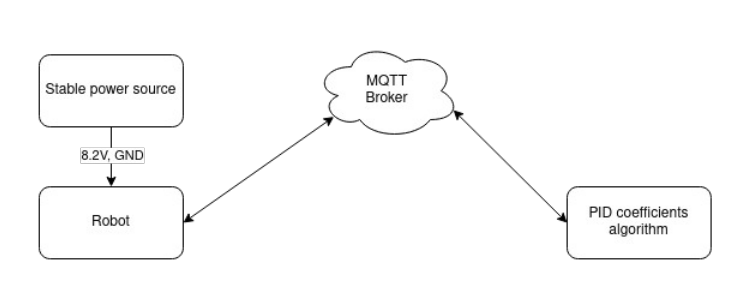 Stable power source
MQTT
Broker
8.2V, GND
Robot
PID coefficients
algorithm